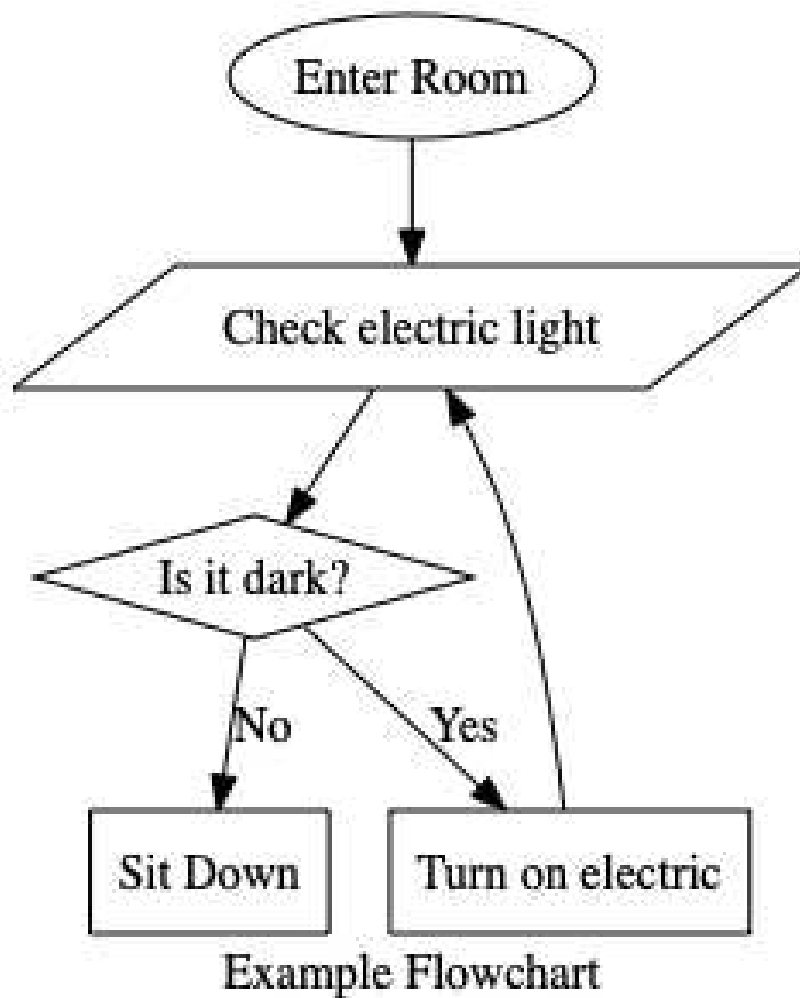 Enter Room
Check electric light
Is it dark?
No
Yes
Sit Down
Turn on electric
Example Flowchart